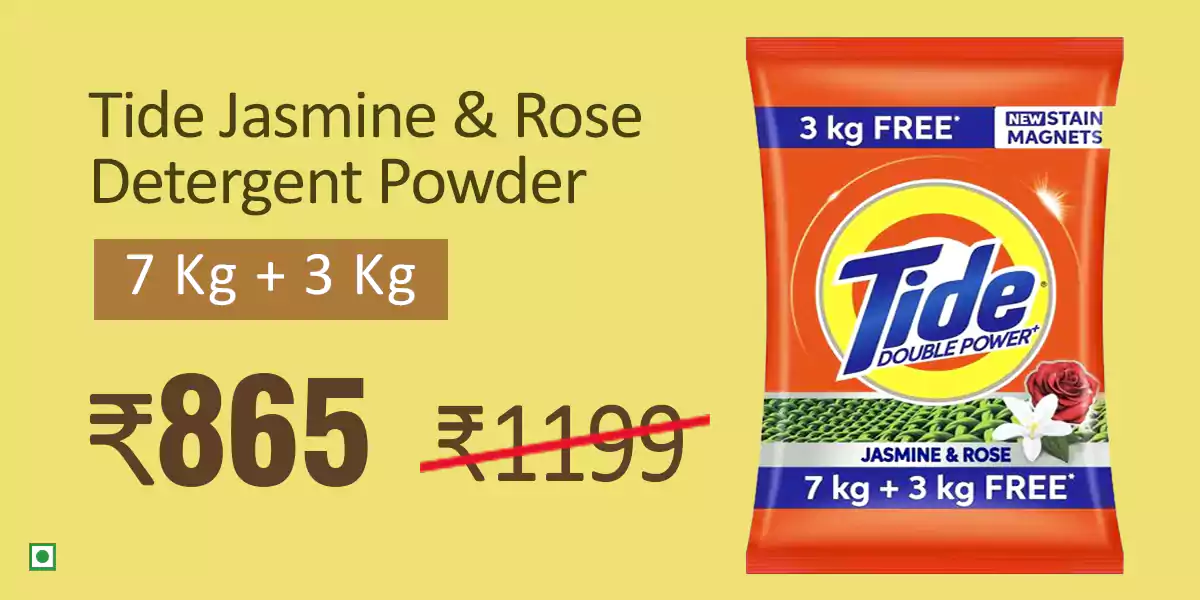 Tide Jasmine & Rose
Detergent Powder
7 Kg + 3 Kg
₹865 ₹1199
3 kg FREE*
NEW STAIN
MAGNETS
Tide®
DOUBLE POWER+
JASMINE & ROSE
7 kg + 3 kg FREE*